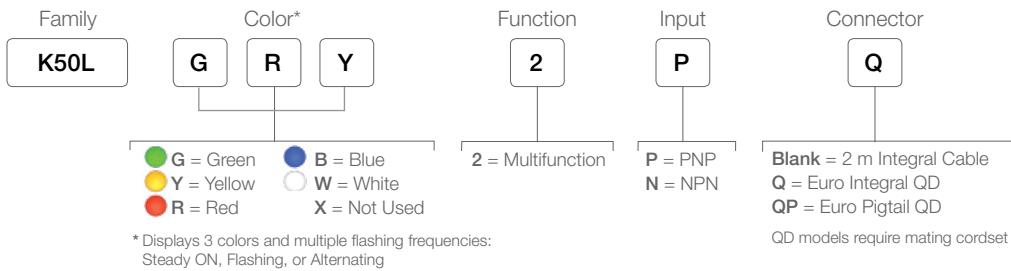 Family Color* Function Input Connector
K50L G R Y 2 P Q
G = Green B = Blue 2 = Multifunction P = PNP Blank = 2 m Integral Cable
Y = Yellow W = White N = NPN Q = Euro Integral QD
R = Red X = Not Used QP = Euro Pigtail QD
* Displays 3 colors and multiple flashing frequencies: QD models require mating cordset
Steady ON, Flashing, or Alternating